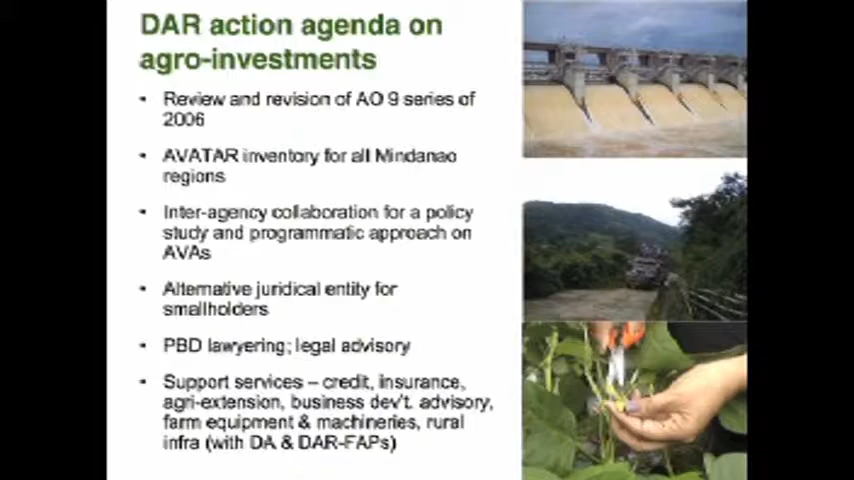 DAR action agenda on
agro-investments
• Review and revision of AO 9 series of
2006
• AVATAR inventory for all Mindanao
regions
• Inter-agency collaboration for a policy
study and programmatic approach on
AVAs
• Alternative juridical entity for
smallholders
• PBD lawyering; legal advisory
• Support services – credit, insurance,
agri-extension, business dev't. advisory,
farm equipment & machineries, rural
infra (with DA & DAR-FAPs)